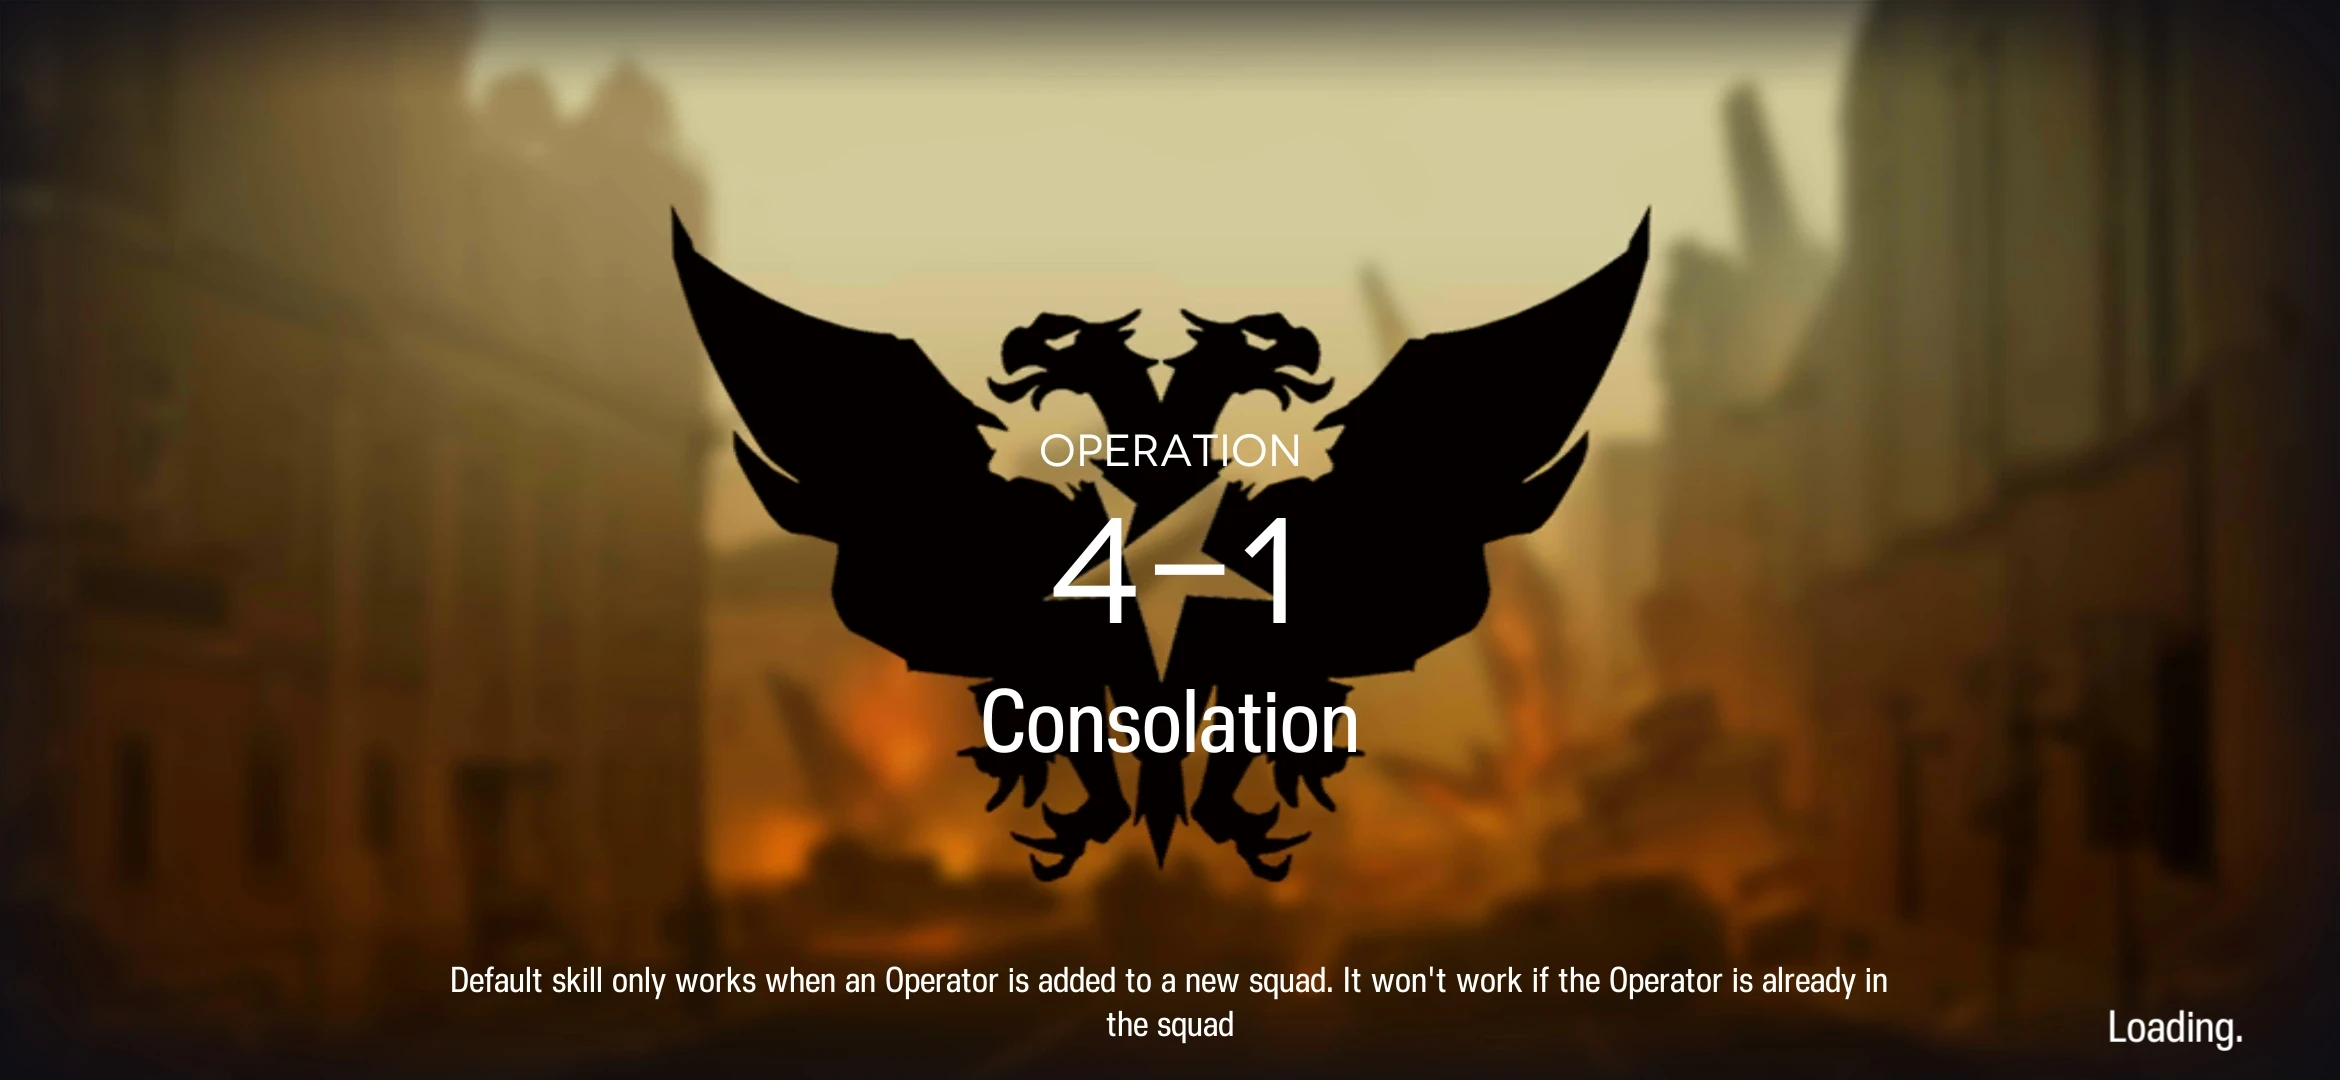 OPERATION
4–1
Consolation
Default skill only works when an Operator is added to a new squad. It won't work if the Operator is already in
the squad
Loading.